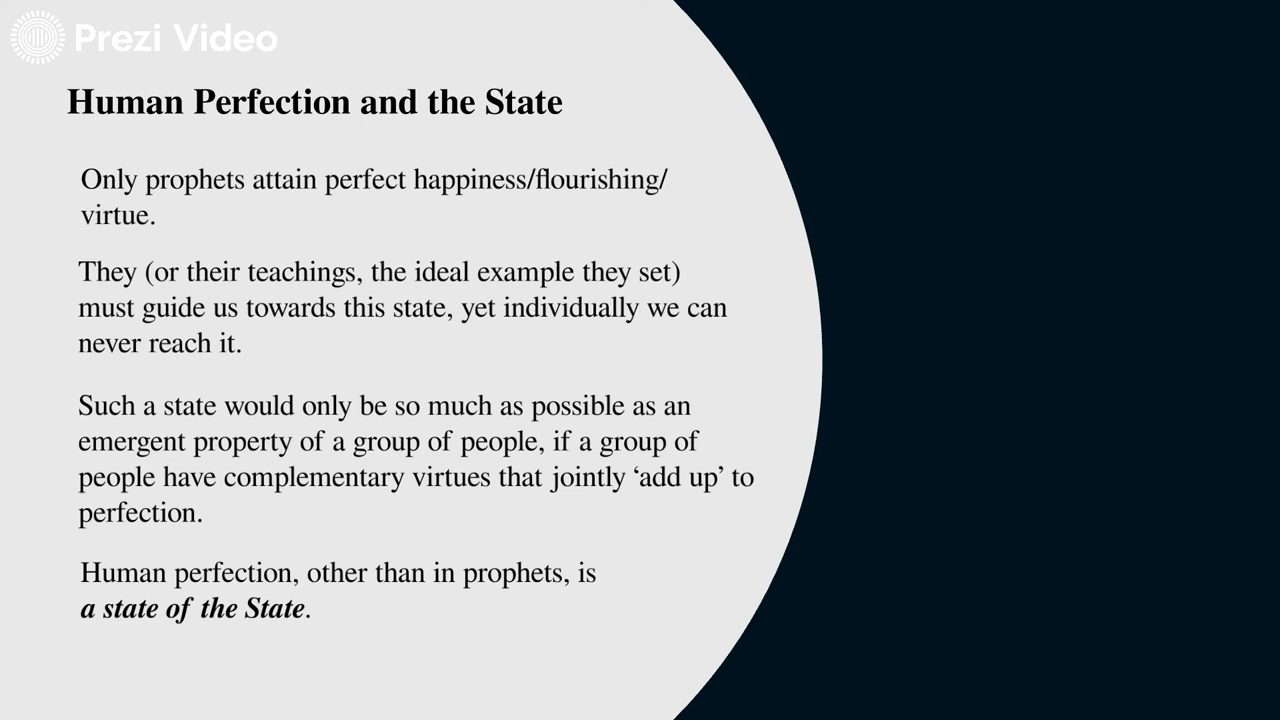 Prezi Video
Human Perfection and the State
Only prophets attain perfect happiness/flourishing/
virtue.
They (or their teachings, the ideal example they set)
must guide us towards this state, yet individually we can
never reach it.
Such a state would only be so much as possible as an
emergent property of a group of people, if a group of
people have complementary virtues that jointly ‘add up’ to
perfection.
Human perfection, other than in prophets, is
a state of the State.